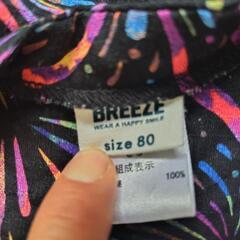 BREEZE
WEAR A HAPPY SMILE
size 80
組成表示
100%